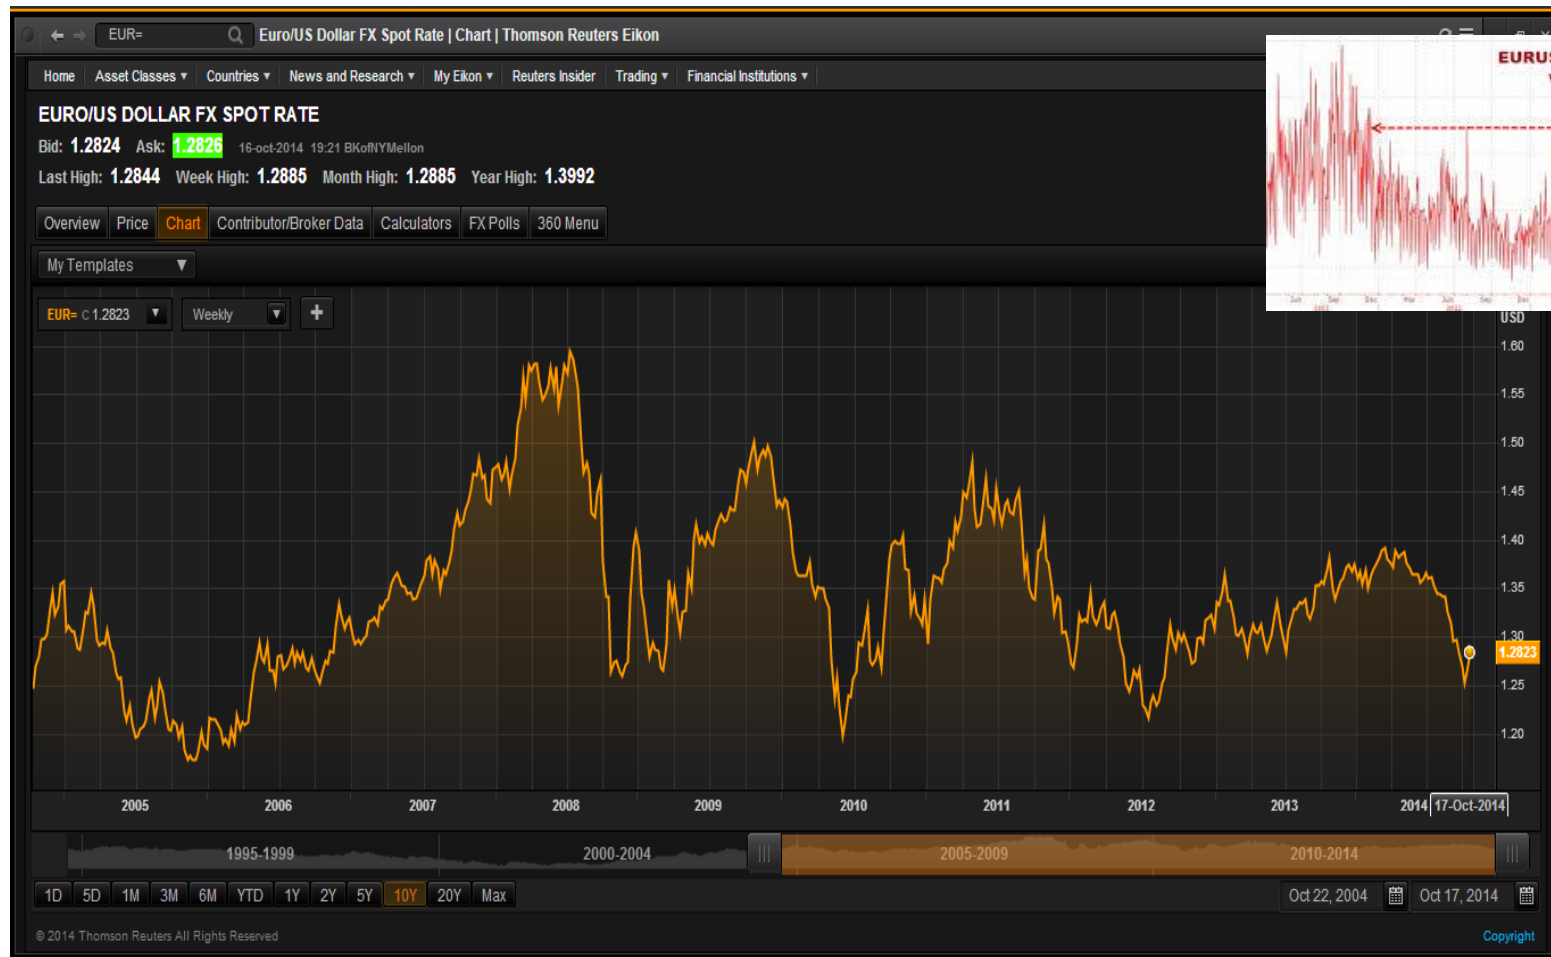 EUR=
Euro/US Dollar FX Spot Rate | Chart | Thomson Reuters Eikon
Home Asset Classes ▾ Countries ▾ News and Research ▾ My Eikon ▾ Reuters Insider Trading ▾ Financial Institutions ▾
EURUS
EURO/US DOLLAR FX SPOT RATE
Bid: 1.2824 Ask: 1.2826 16-oct-2014 19:21 BKofNYMellon
Last High: 1.2844 Week High: 1.2885 Month High: 1.2885 Year High: 1.3992
Overview Price Chart Contributor/Broker Data Calculators FX Polls 360 Menu
My Templates ▼
EUR= C 1.2823 ▼ Weekly ▼ +
Jun Sep Dec Mar Jun Sep Dec
USD
1.60
1.55
1.50
1.45
1.40
1.35
1.30
1.2823
1.25
1.20
2005 2006 2007 2008 2009 2010 2011 2012 2013 2014 17-Oct-2014
1995-1999 2000-2004 2005-2009 2010-2014
1D 5D 1M 3M 6M YTD 1Y 2Y 5Y 10Y 20Y Max Oct 22, 2004 Oct 17, 2014
© 2014 Thomson Reuters All Rights Reserved Copyright